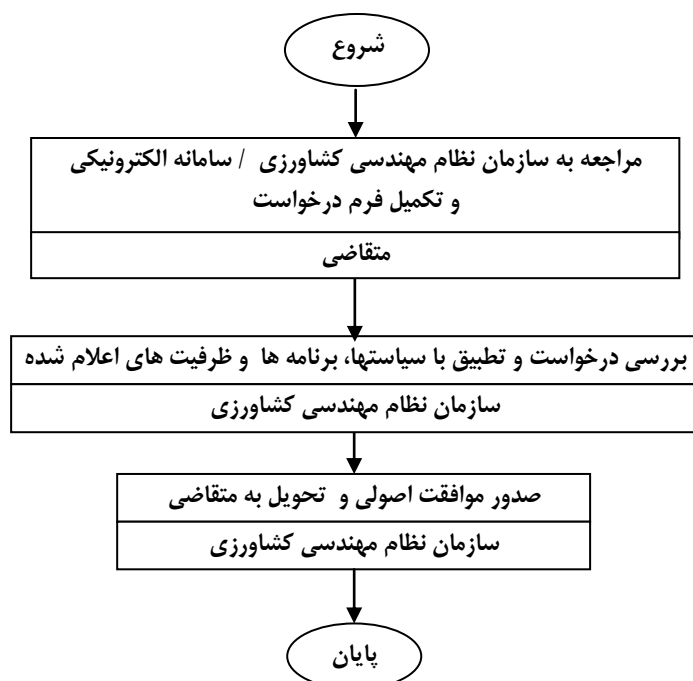 شروع
مراجعه به سازمان نظام مهندسی کشاورزی / سامانه الکترونیکی
و تکمیل فرم درخواست
متقاضی
بررسی درخواست و تطبیق با سیاستها، برنامه ها و ظرفیت های اعلام شده
سازمان نظام مهندسی کشاورزی
صدور موافقت اصولی و تحویل به متقاضی
سازمان نظام مهندسی کشاورزی
پایان